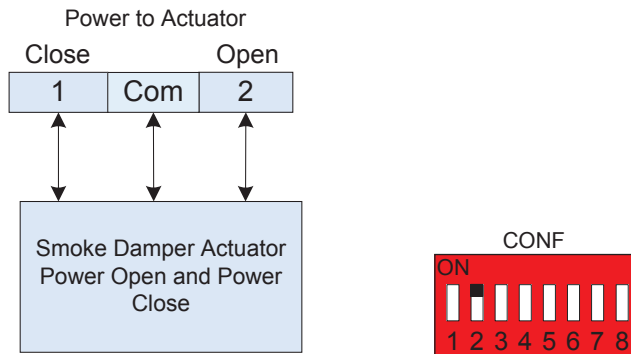 Power to Actuator
Close Open
1 Com 2
Smoke Damper Actuator
Power Open and Power
Close
CONF
ON
1 2 3 4 5 6 7 8